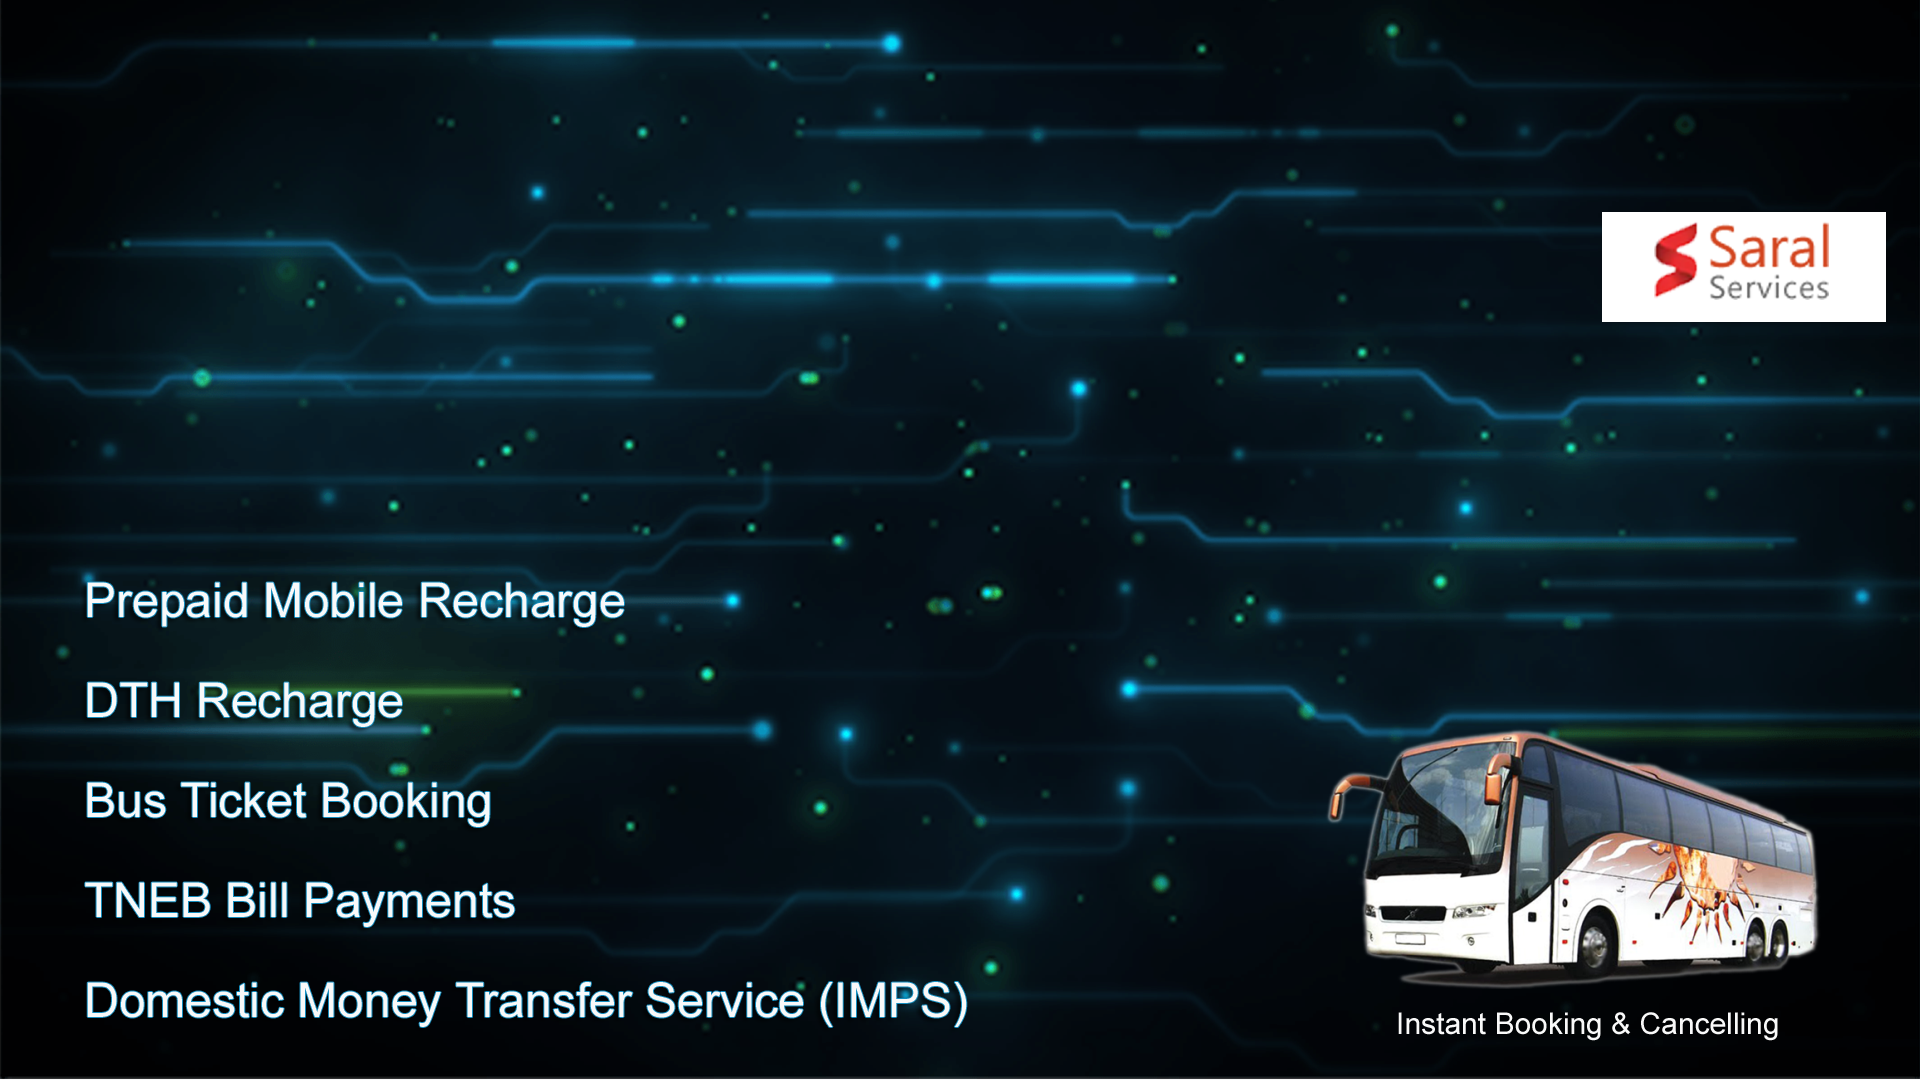 Saral
Services
Prepaid Mobile Recharge
DTH Recharge
Bus Ticket Booking
TNEB Bill Payments
Domestic Money Transfer Service (IMPS)
Instant Booking & Cancelling